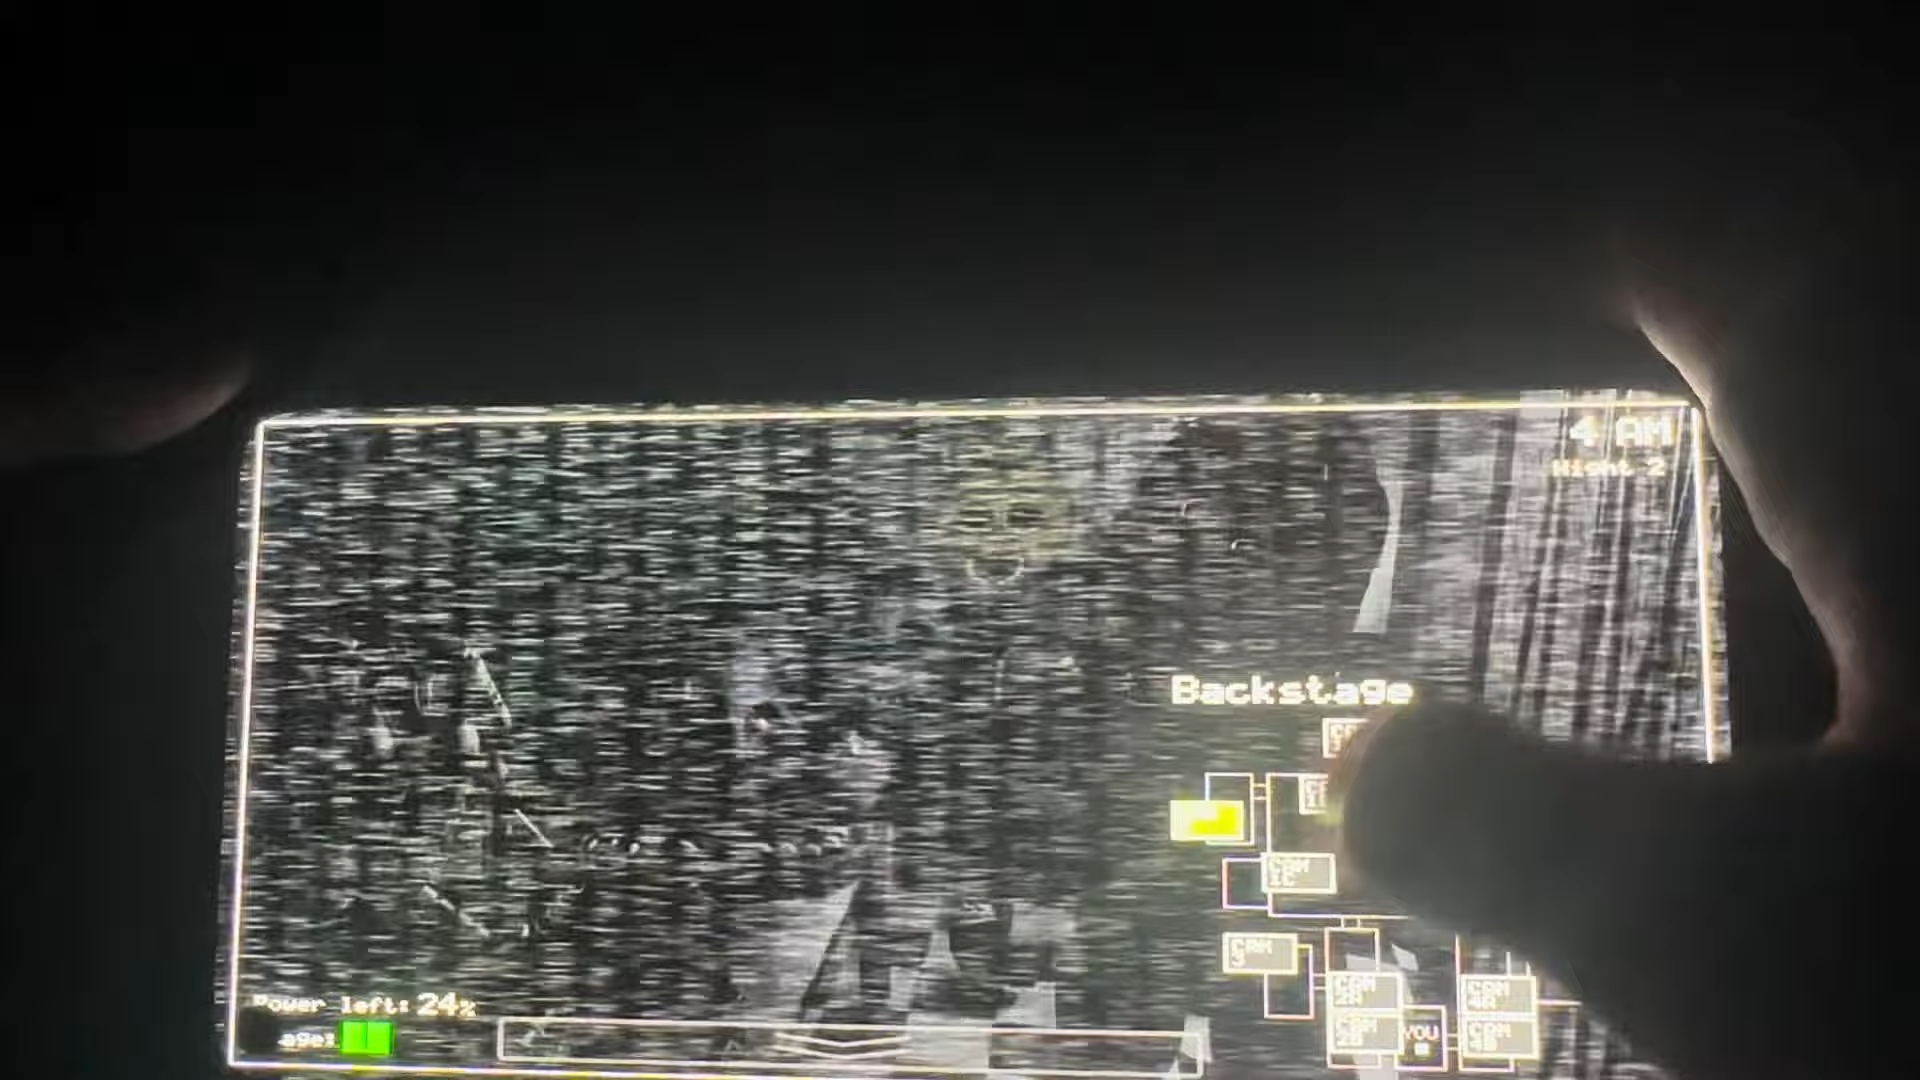 4 AM
Night 2
Backstage
CAM
1C
CAM
3
CAM
2A
CAM
4A
CAM
2B
YOU
CAM
4B
Power left: 24%
age: